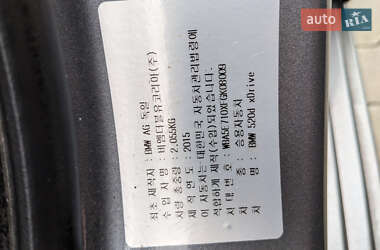 auto RIA
최초 제작자 : BMW AG 독일
수 입 자 명 : 비엠더블유코리아(주)
차량 총중량 : 2,055KG
제 작 연 도 : 2015
이 자동차는 대한민국 자동차관리법령에
적합하게 제작(수입)되었습니다.
차 대 번 호 :
차 종 : 승용자동차
차 명 : BMW 520d xDrive